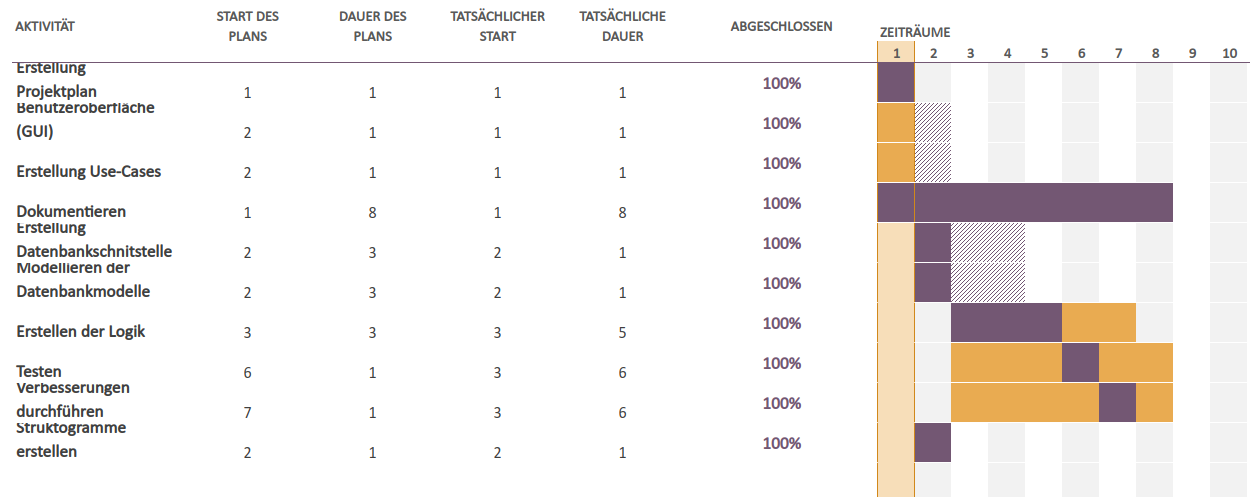 AKTIVITÄT
START DES
PLANS
DAUER DES
PLANS
TATSÄCHLICHER
START
TATSÄCHLICHE
DAUER
ABGESCHLOSSEN
ZEITRÄUME
1 2 3 4 5 6 7 8 9 10
Erstellung
Projektplan 1 1 1 1 100%
Benutzeroberfläche
(GUI) 2 1 1 1 100%
Erstellung Use-Cases 2 1 1 1 100%
Dokumentieren 1 8 1 8 100%
Erstellung
Datenbankschnitstelle 2 3 2 1 100%
Modellieren der
Datenbankmodelle 2 3 2 1 100%
Erstellen der Logik 3 3 3 5 100%
Testen 6 1 3 6 100%
Verbesserungen
durchführen 7 1 3 6 100%
Struktogramme
erstellen 2 1 2 1 100%